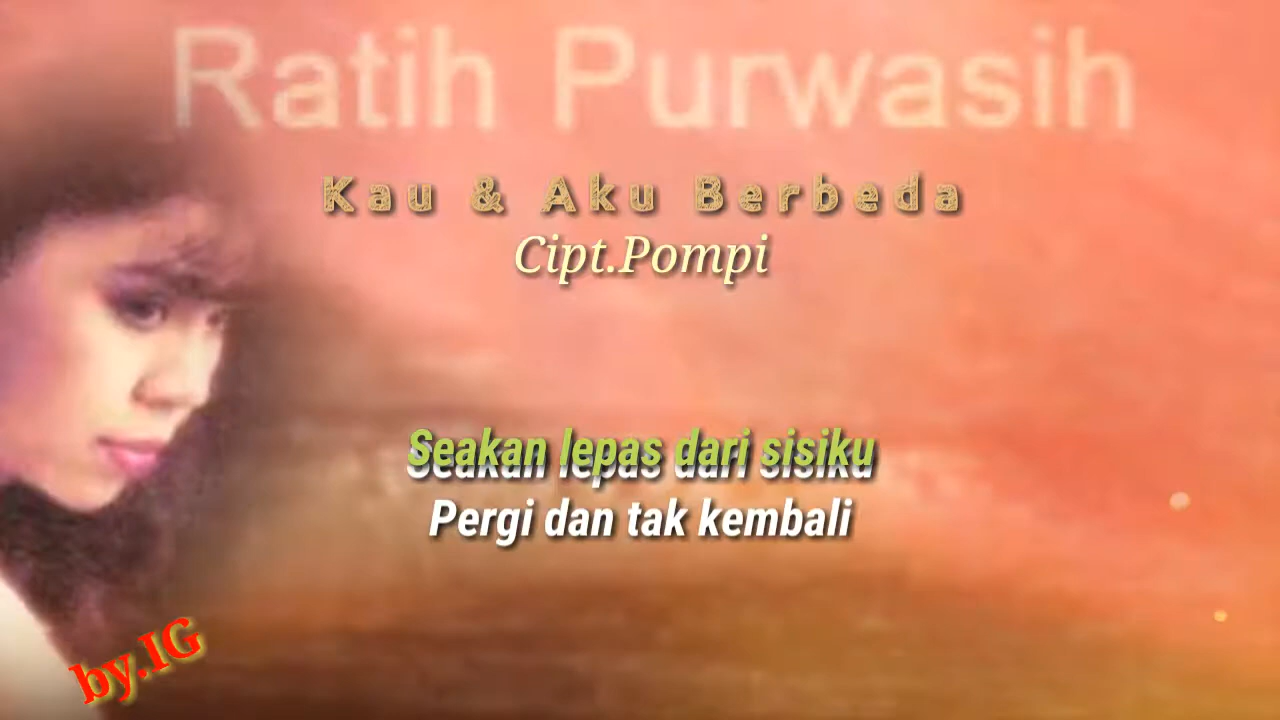 Ratih Purwasih
Kau & Aku Berbeda
Cipt.Pompi
Seakan lepas dari sisiku
Pergi dan tak kembali
by.IG